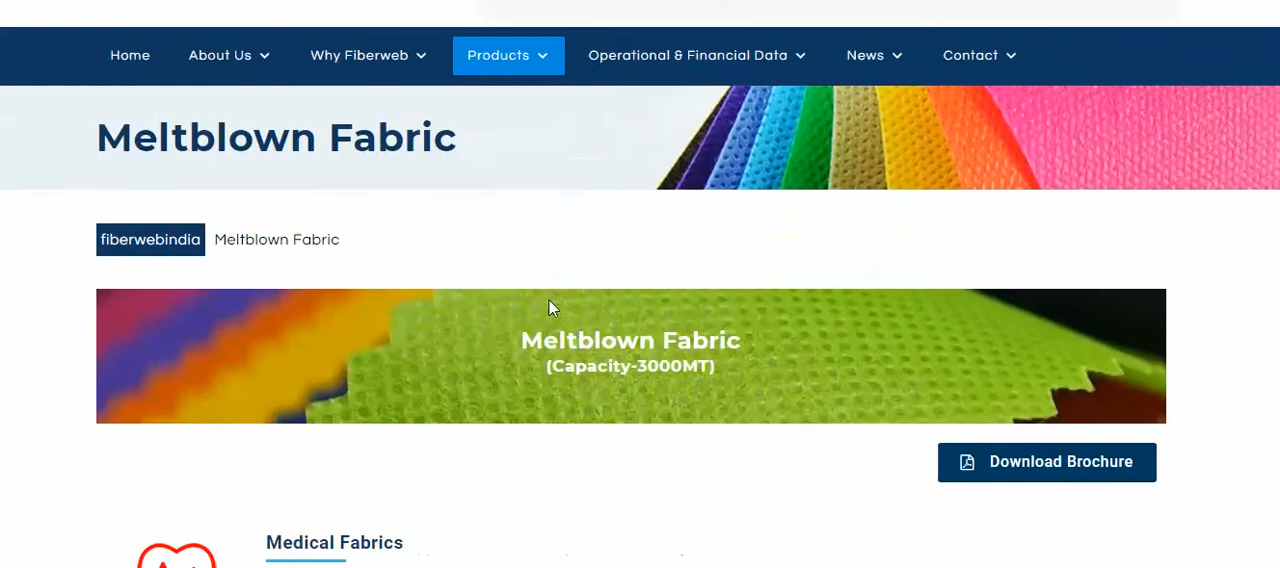 Home About Us Why Fiberweb Products Operational & Financial Data News Contact
Meltblown Fabric
fiberwebindia Meltblown Fabric
Meltblown Fabric
(Capacity-3000MT)
Download Brochure
Medical Fabrics